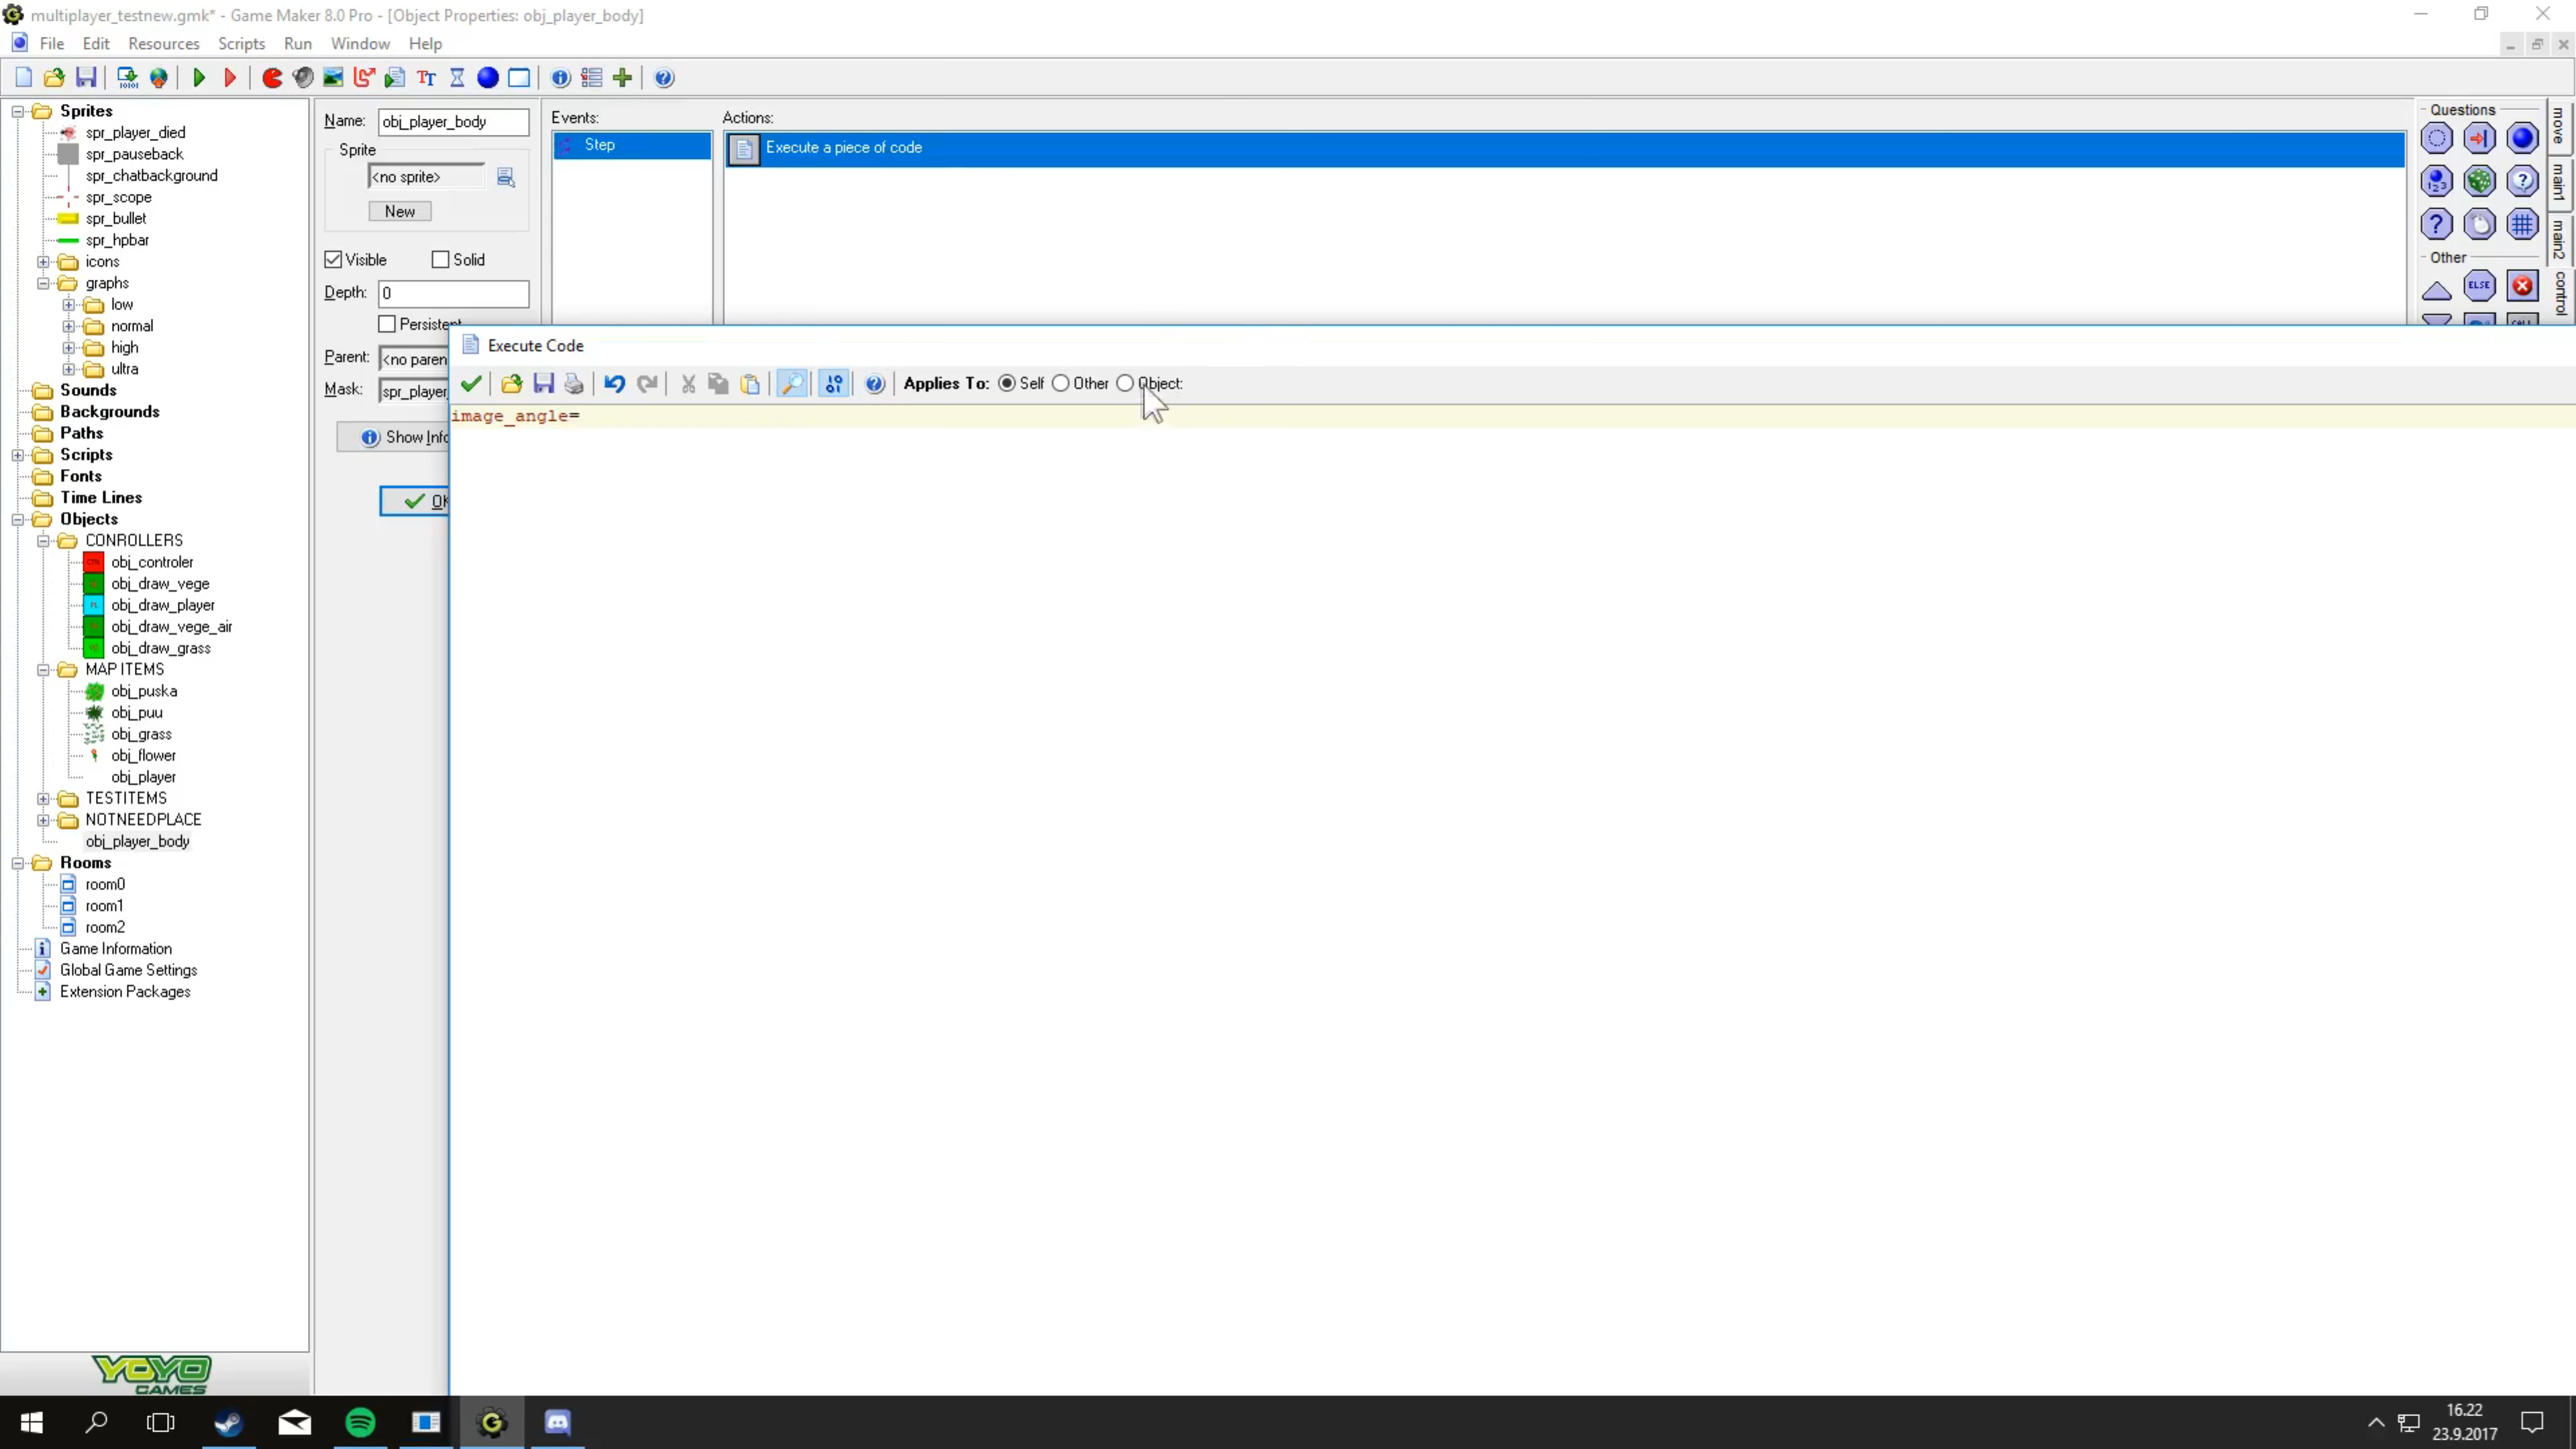 multiplayer_testnew.gmk* - Game Maker 8.0 Pro - [Object Properties: obj_player_body]
File Edit Resources Scripts Run Window Help
Sprites
spr_player_died
spr_pauseback
spr_chatbackground
spr_scope
spr_bullet
spr_hpbar
icons
graphs
low
normal
high
ultra
Sounds
Backgrounds
Paths
Scripts
Fonts
Time Lines
Objects
CONROLLERS
obj_controler
obj_draw_vege
obj_draw_player
obj_draw_vege_air
obj_draw_grass
MAP ITEMS
obj_puska
obj_puu
obj_grass
obj_flower
obj_player
TESTITEMS
NOTNEEDPLACE
obj_player_body
Rooms
room0
room1
room2
Game Information
Global Game Settings
Extension Packages
YOYO
GAMES
Name: obj_player_body
Sprite
<no sprite>
New
Visible Solid
Depth: 0
Persistent
Parent: <no paren
Mask: spr_player_
Show Info
OK
Events:
Step
Actions:
Execute a piece of code
Questions
Other
ELSE
move
main1
main2
control
Execute Code
Applies To: Self Other Object:
image_angle=
16.22
23.9.2017